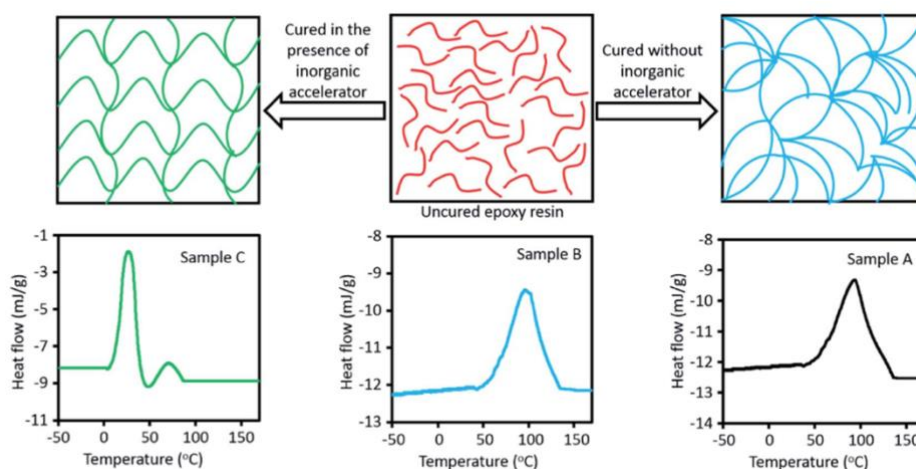 Cured in the
presence of
inorganic
accelerator
Cured without
inorganic
accelerator
Uncured epoxy resin
Sample C
Heat flow (mJ/g)
-1
-3
-5
-7
-9
-11
-50
0
50
100
150
Temperature (°C)
Sample B
Heat flow (mJ/g)
-8
-9
-10
-11
-12
-13
-50
0
50
100
150
Temperature (°C)
Sample A
Heat flow (mJ/g)
-8
-9
-10
-11
-12
-13
-14
-50
0
50
100
150
Temperature (°C)